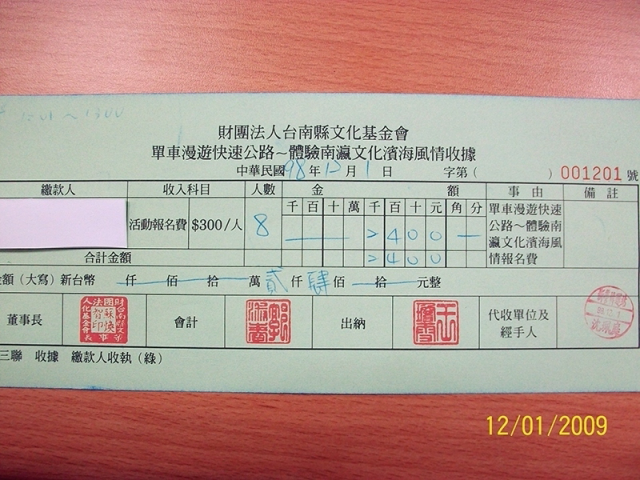 財團法人台南縣文化基金會
單車漫遊快速公路～體驗南瀛文化濱海風情收據
中華民國98年12月1日 字第( ) 001201 號
繳款人 收入科目 人數 金額 事由 備註
千百十萬千百十元角分
活動報名費 $300/人 8 2400
單車漫遊快速
公路～體驗南
瀛文化濱海風
情報名費
合計金額 2400
金額（大寫）新台幣 仟 佰 拾 萬 貳 仟 肆 佰 拾 元整
董事長 會計 出納 代收單位及
經手人
三聯 收據 繳款人收執（綠）
12/01/2009